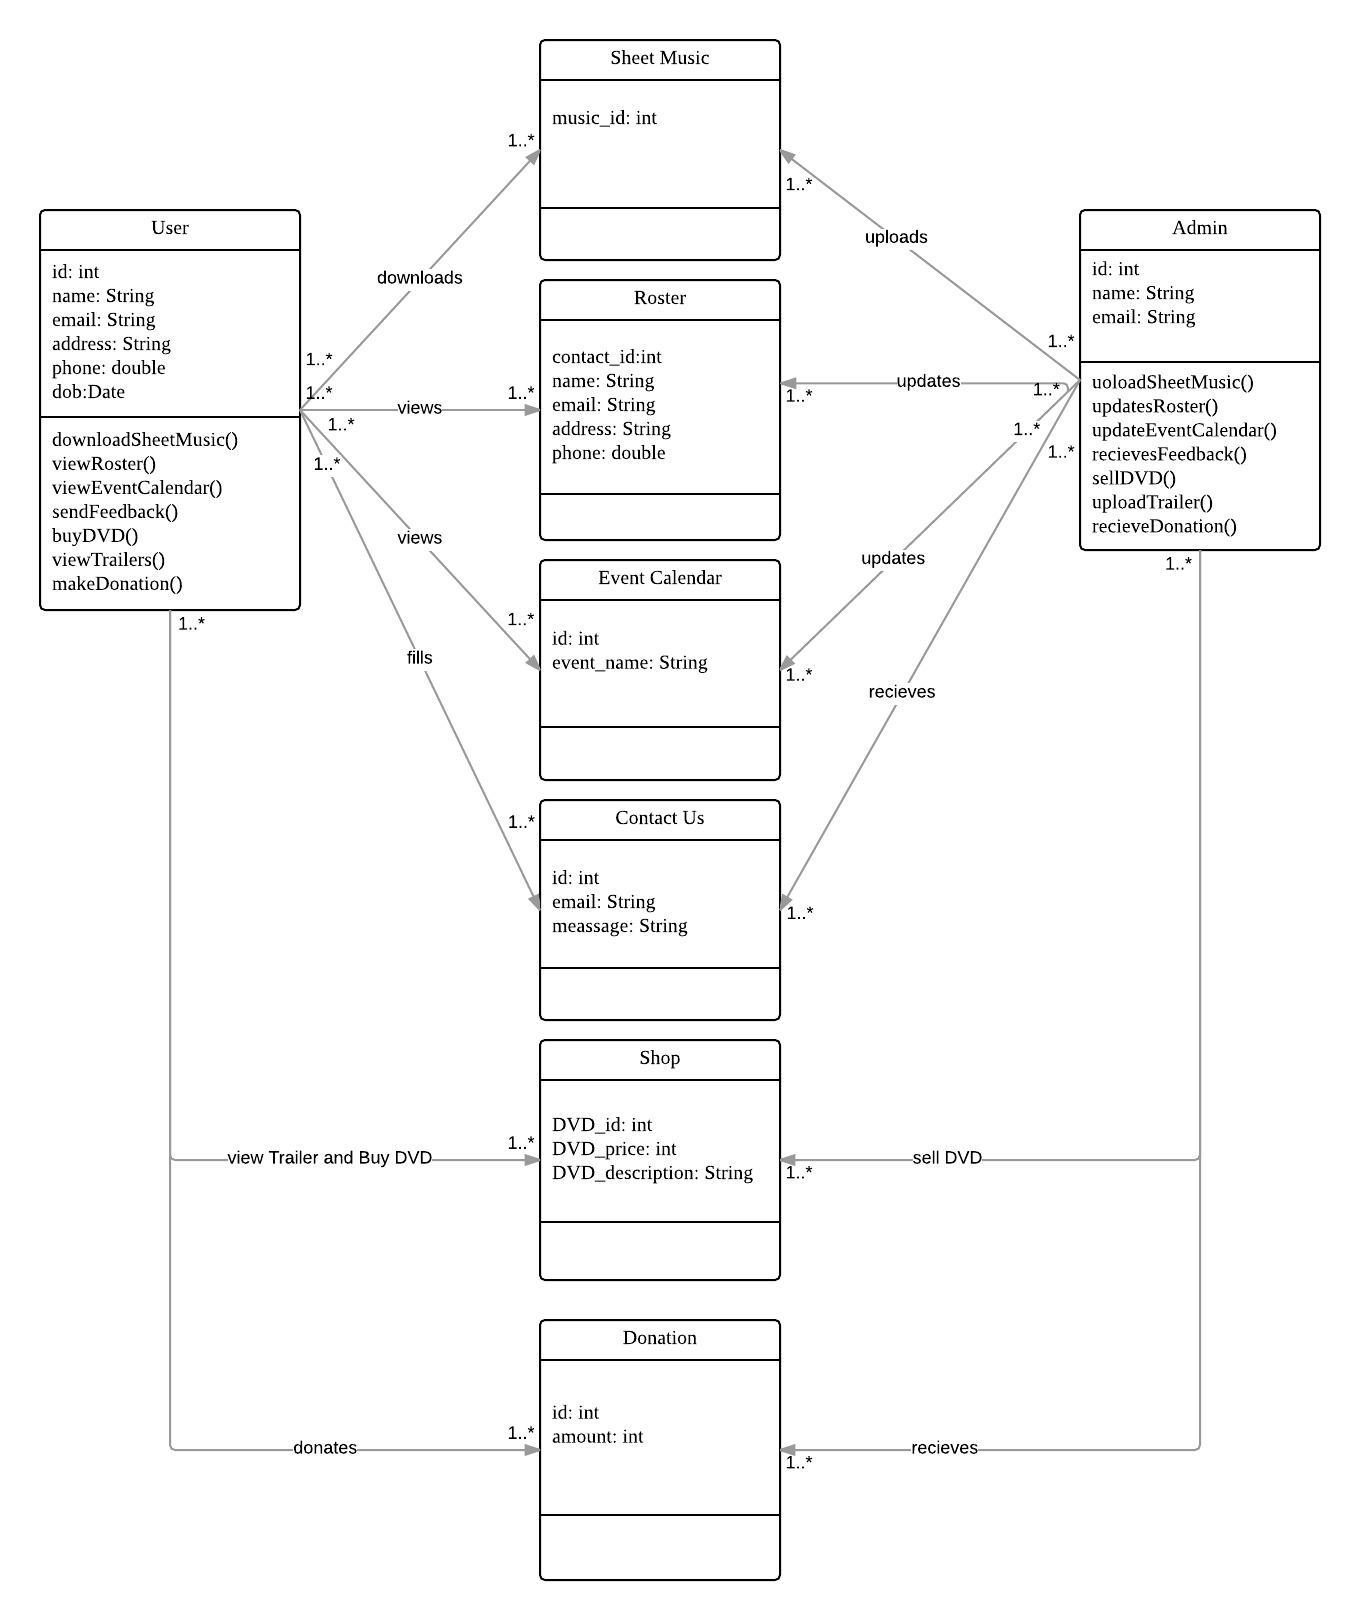 Sheet Music
music_id: int
1..*
1..*
uploads
downloads
User
id: int
name: String
email: String
address: String
phone: double
dob:Date
downloadSheetMusic()
viewRoster()
viewEventCalendar()
sendFeedback()
buyDVD()
viewTrailers()
makeDonation()
1..*
1..*
1..*
1..*
1..*
Admin
id: int
name: String
email: String
uoloadSheetMusic()
updatesRoster()
updateEventCalendar()
recievesFeedback()
sellDVD()
uploadTrailer()
recieveDonation()
1..*
1..*
1..*
1..*
1..*
Roster
contact_id:int
name: String
email: String
address: String
phone: double
views
1..*
updates
1..*
Event Calendar
id: int
event_name: String
views
1..*
updates
1..*
Contact Us
id: int
email: String
meassage: String
fills
1..*
recieves
1..*
Shop
DVD_id: int
DVD_price: int
DVD_description: String
view Trailer and Buy DVD
1..*
sell DVD
1..*
Donation
id: int
amount: int
donates
1..*
recieves
1..*